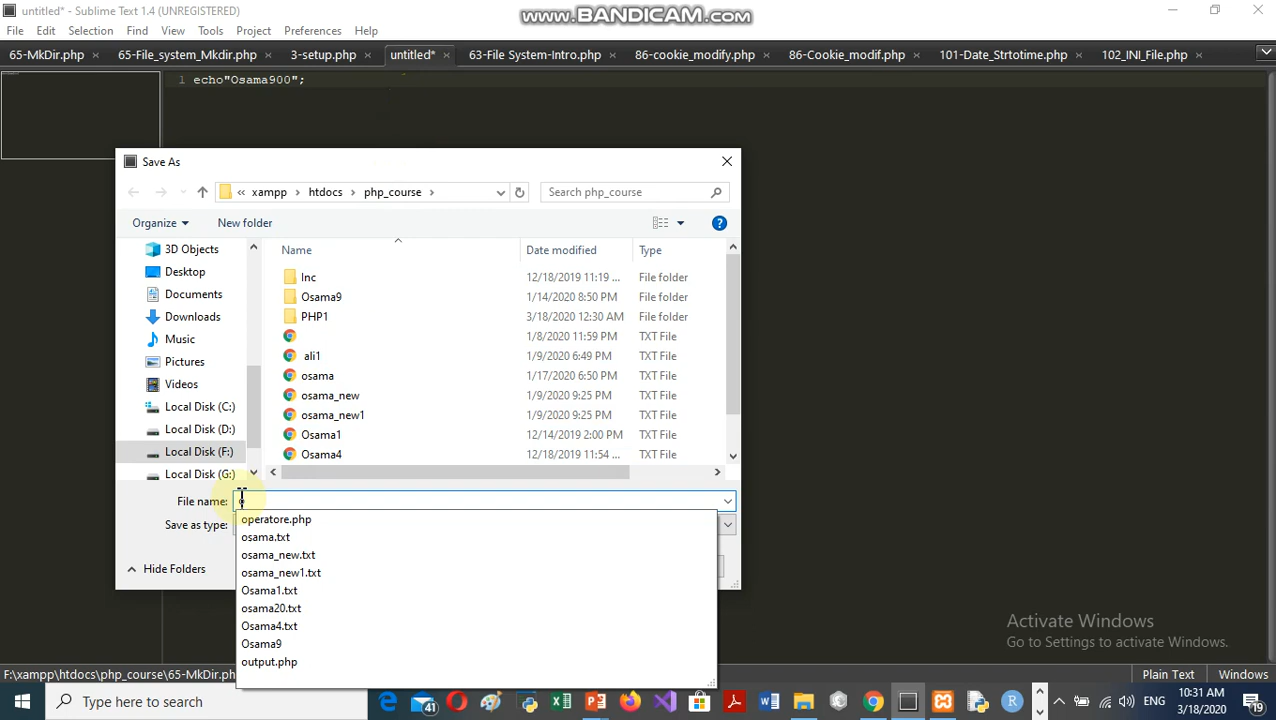 untitled* - Sublime Text 1.4 (UNREGISTERED)
www.BANDICAM.com
File Edit Selection Find View Tools Project Preferences Help
65-MkDir.php × 65-File_system_Mkdir.php × 3-setup.php × untitled* × 63-File System-Intro.php × 86-cookie_modify.php × 86-Cookie_modif.php × 101-Date_Strtotime.php × 102_INI_File.php ×
1 echo"Osama900";
Save As
« xampp › htdocs › php_course ›
Search php_course
Organize New folder
Name Date modified Type
3D Objects
Desktop
Documents
Downloads
Music
Pictures
Videos
Local Disk (C:)
Local Disk (D:)
Local Disk (F:)
Local Disk (G:)
Inc 12/18/2019 11:19 ... File folder
Osama9 1/14/2020 8:50 PM File folder
PHP1 3/18/2020 12:30 AM File folder
1/8/2020 11:59 PM TXT File
ali1 1/9/2020 6:49 PM TXT File
osama 1/17/2020 6:50 PM TXT File
osama_new 1/9/2020 9:25 PM TXT File
osama_new1 1/9/2020 9:25 PM TXT File
Osama1 12/14/2019 2:00 PM TXT File
Osama4 12/18/2019 11:54 ... TXT File
File name: o
Save as type:
operatore.php
osama.txt
osama_new.txt
osama_new1.txt
Osama1.txt
osama20.txt
Osama4.txt
Osama9
output.php
Hide Folders
Activate Windows
Go to Settings to activate Windows.
F:\xampp\htdocs\php_course\65-MkDir.ph
Plain Text Windows
Type here to search
41
ENG
10:31 AM
3/18/2020
19